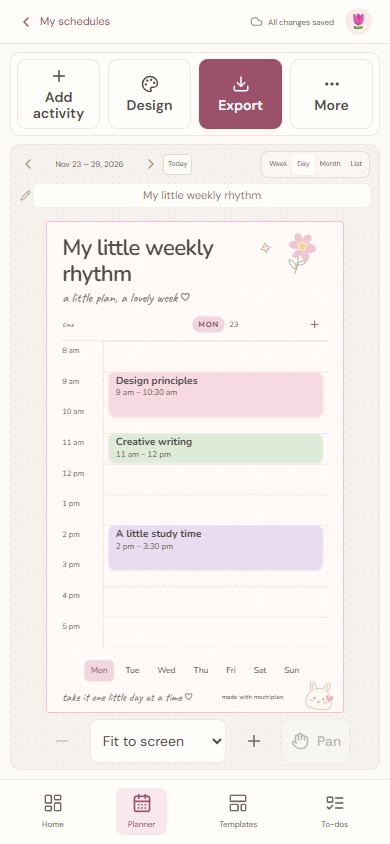 My schedules
All changes saved
Add activity
Design
Export
More
Nov 23 – 29, 2026
Today
Week
Day
Month
List
My little weekly rhythm
My little weekly
rhythm
a little plan, a lovely week
time
MON 23
8 am
9 am
Design principles
9 am – 10:30 am
10 am
11 am
Creative writing
11 am – 12 pm
12 pm
1 pm
2 pm
A little study time
2 pm – 3:30 pm
3 pm
4 pm
5 pm
Mon Tue Wed Thu Fri Sat Sun
take it one little day at a time
made with mochiplan
Fit to screen
Pan
Home
Planner
Templates
To-dos